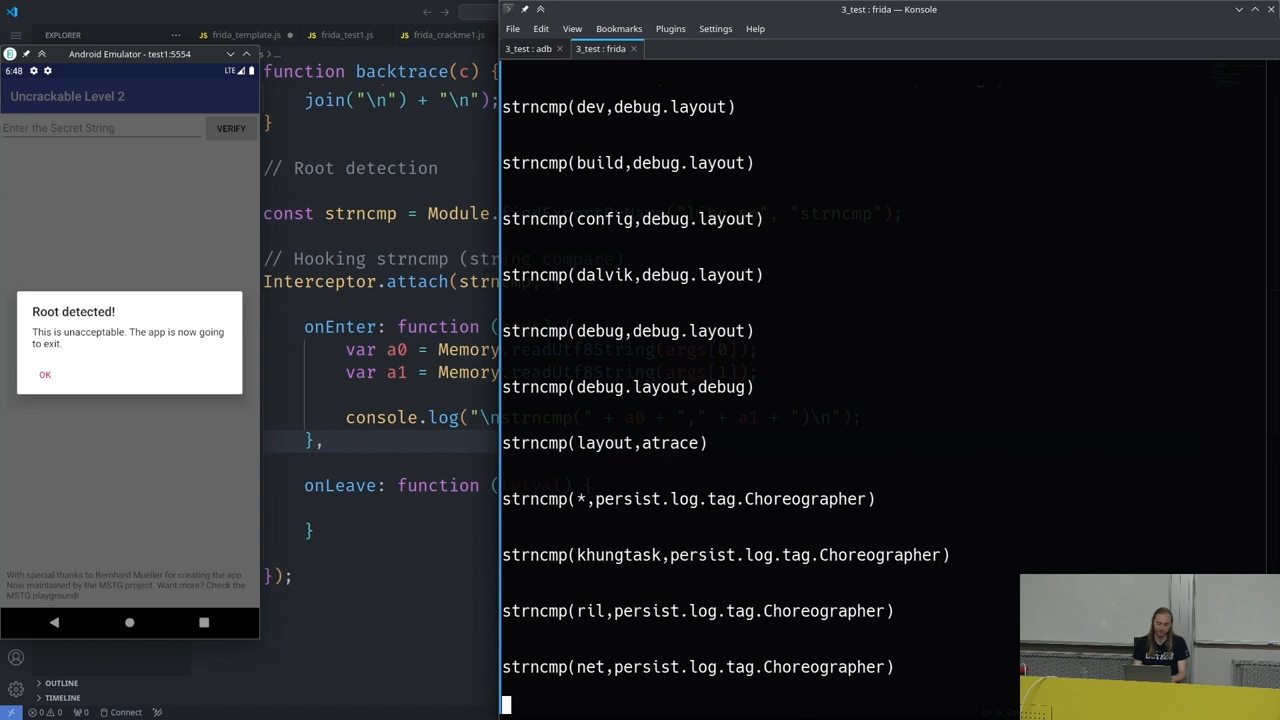 EXPLORER
...
frida_template.js
frida_test1.js
frida_crackme1.js
Android Emulator - test1:5554
6:48
LTE
Uncrackable Level 2
Enter the Secret String
VERIFY
Root detected!
This is unacceptable. The app is now going
to exit.
OK
With special thanks to Bernhard Mueller for creating the app.
Now maintained by the MSTG project. Want more? Check the
MSTG playground!
OUTLINE
TIMELINE
0 0 0 Connect
function backtrace(c) {
join("\n") + "\n");
}
// Root detection
const strncmp = Module.
"strncmp");
// Hooking strncmp (string compare)
Interceptor.attach(strncmp, {
onEnter: function (
var a0 = Memory.readUtf8String(args[0]);
var a1 = Memory.readUtf8String(args[1]);
console.log("\nstrncmp(" + a0 + "," + a1 + ")\n");
},
onLeave: function (retval) {
}
});
3_test : frida — Konsole
File Edit View Bookmarks Plugins Settings Help
3_test : adb
3_test : frida
strncmp(dev,debug.layout)
strncmp(build,debug.layout)
strncmp(config,debug.layout)
strncmp(dalvik,debug.layout)
strncmp(debug,debug.layout)
strncmp(debug.layout,debug)
strncmp(layout,atrace)
strncmp(*,persist.log.tag.Choreographer)
strncmp(khungtask,persist.log.tag.Choreographer)
strncmp(ril,persist.log.tag.Choreographer)
strncmp(net,persist.log.tag.Choreographer)